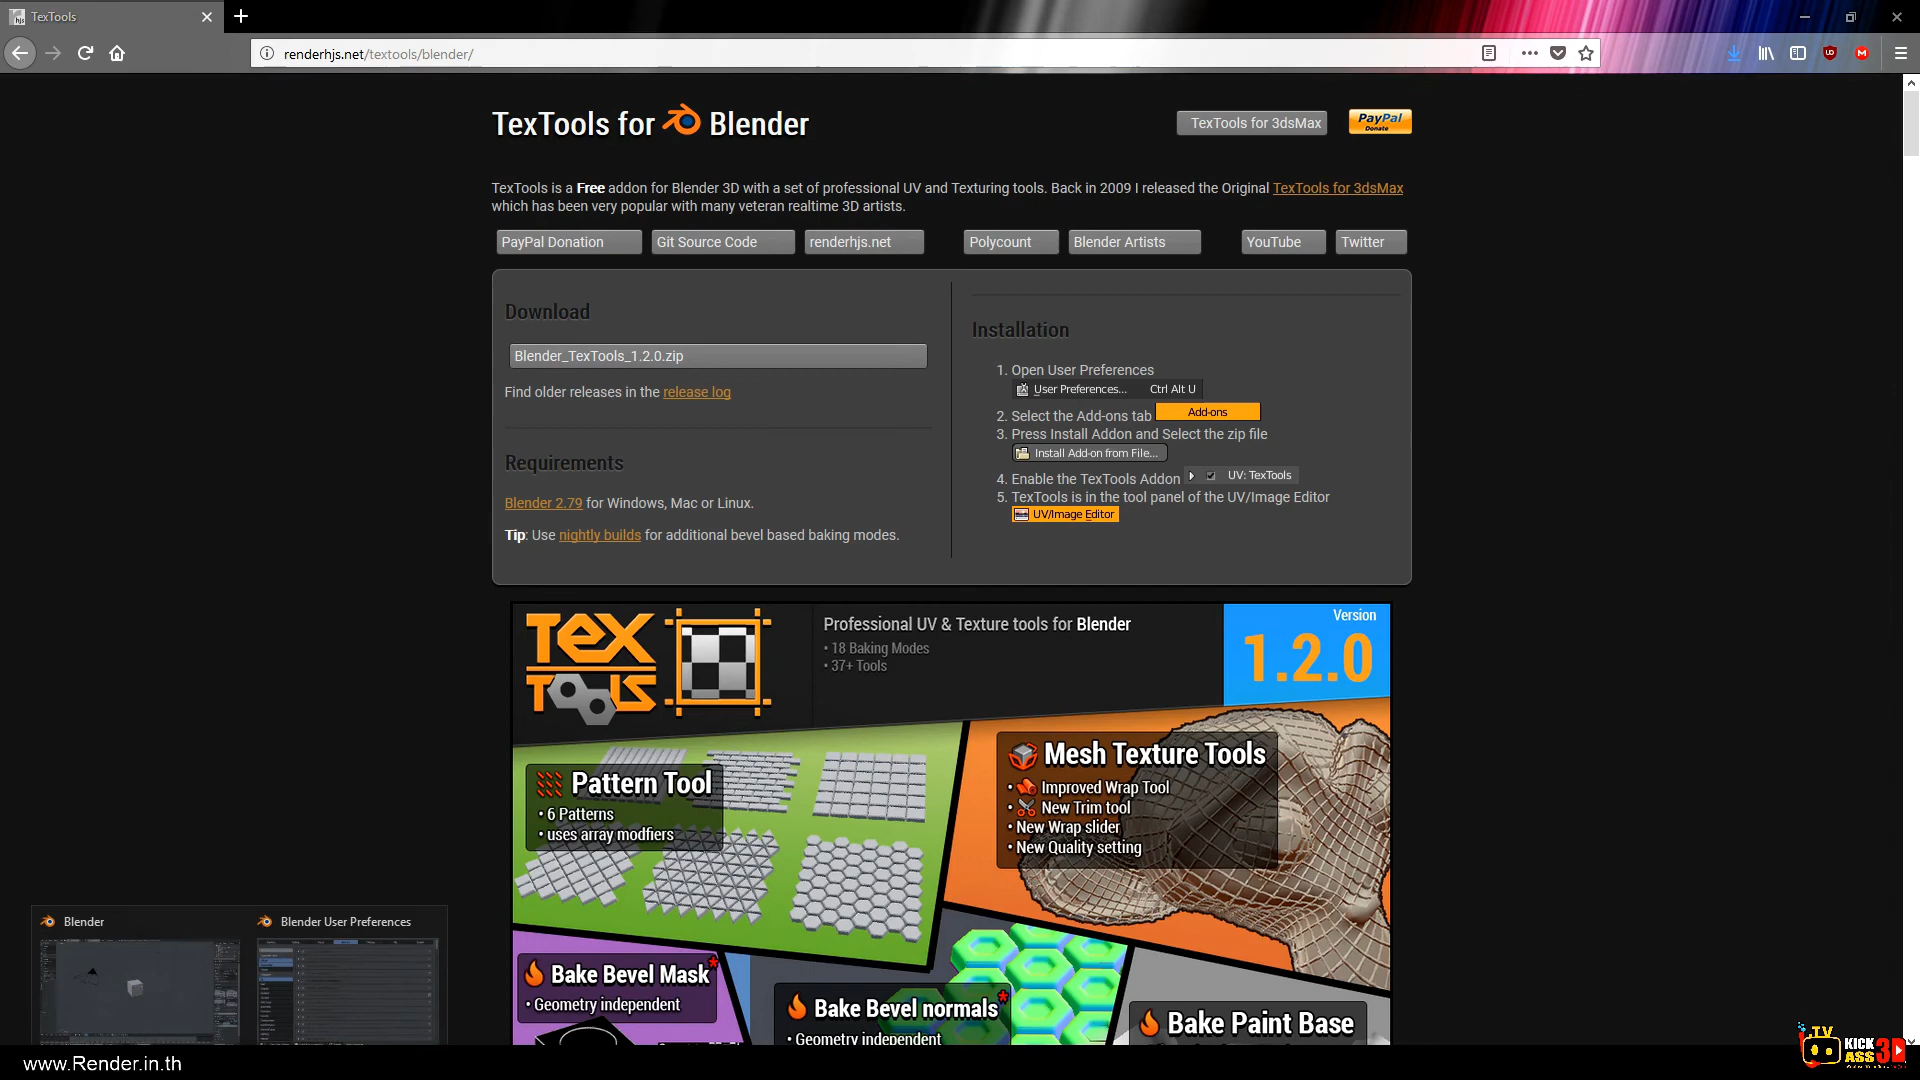 TexTools
renderhjs.net/textools/blender/
TexTools for Blender
TexTools for 3dsMax
PayPal
Donate
TexTools is a Free addon for Blender 3D with a set of professional UV and Texturing tools. Back in 2009 I released the Original TexTools for 3dsMax
which has been very popular with many veteran realtime 3D artists.
PayPal Donation
Git Source Code
renderhjs.net
Polycount
Blender Artists
YouTube
Twitter
Download
Blender_TexTools_1.2.0.zip
Find older releases in the release log
Requirements
Blender 2.79 for Windows, Mac or Linux.
Tip: Use nightly builds for additional bevel based baking modes.
Installation
1. Open User Preferences
User Preferences... Ctrl Alt U
2. Select the Add-ons tab Add-ons
3. Press Install Addon and Select the zip file
Install Add-on from File...
4. Enable the TexTools Addon UV: TexTools
5. TexTools is in the tool panel of the UV/Image Editor
UV/Image Editor
TEX
TOOLS
Professional UV & Texture tools for Blender
• 18 Baking Modes
• 37+ Tools
Version
1.2.0
Pattern Tool
• 6 Patterns
• uses array modfiers
Mesh Texture Tools
• Improved Wrap Tool
• New Trim tool
• New Wrap slider
• New Quality setting
Bake Bevel Mask*
• Geometry independent
Bake Bevel normals*
• Geometry independent
Bake Paint Base
Blender
Blender User Preferences
www.Render.in.th
TV
KICK
ASS 3D